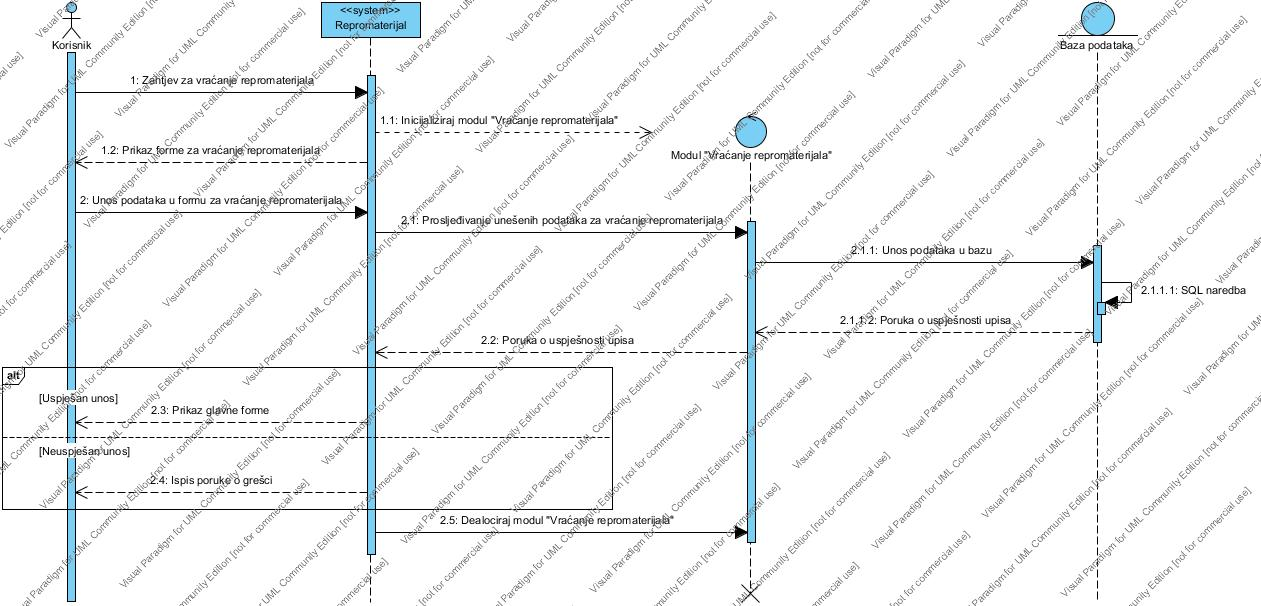 <<system>>
Repromaterijal
Korisnik
Baza podataka
1: Zahtjev za vraćanje repromaterijala
1.1: Inicijaliziraj modul "Vraćanje repromaterijala"
1.2: Prikaz forme za vraćanje repromaterijala
Modul "Vraćanje repromaterijala"
2: Unos podataka u formu za vraćanje repromaterijala
2.1: Prosljeđivanje unešenih podataka za vraćanje repromaterijala
2.1.1: Unos podataka u bazu
2.1.1.1: SQL naredba
2.1.1.2: Poruka o uspješnosti upisa
2.2: Poruka o uspješnosti upisa
alt
[Uspješan unos]
2.3: Prikaz glavne forme
[Neuspješan unos]
2.4: Ispis poruke o grešci
2.5: Dealociraj modul "Vraćanje repromaterijala"
Visual Paradigm for UML Community Edition [not for commercial use]